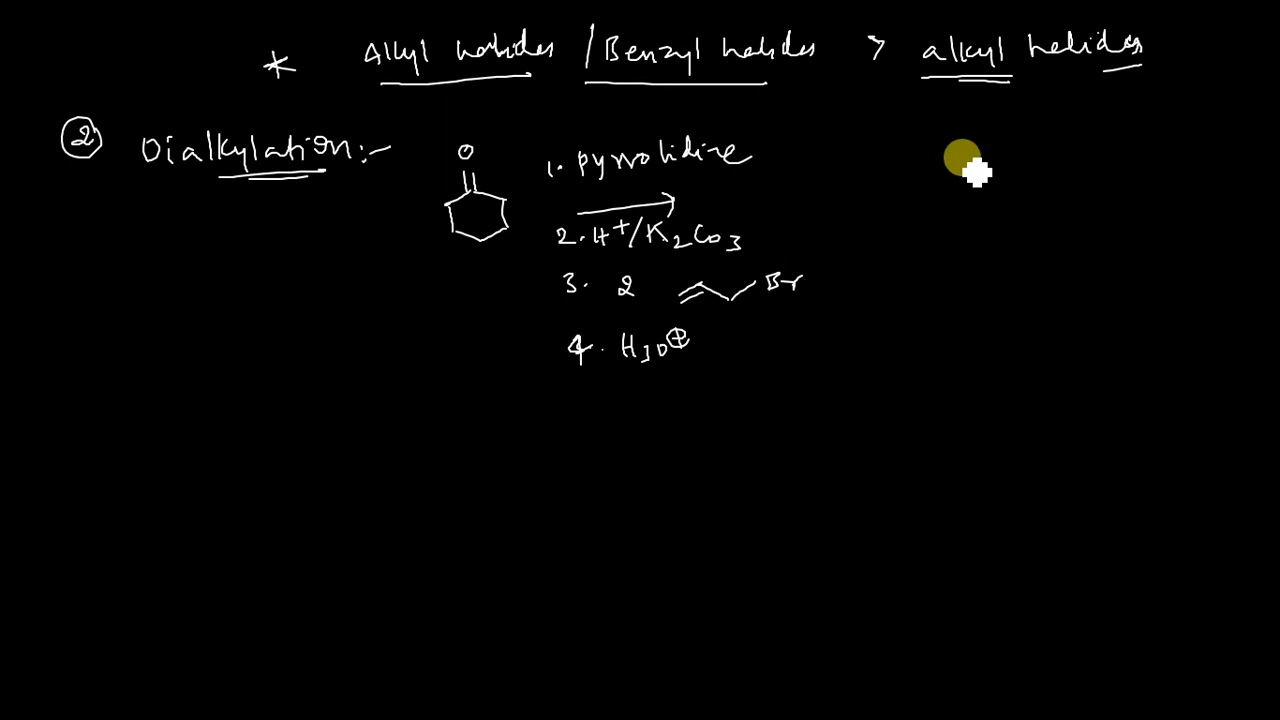 * Allyl halides / Benzyl halides > alkyl halides
② Dialkylation :-
O
1. pyrrolidine
2. H+/K2CO3
3. 2 Br
4. H3O⊕